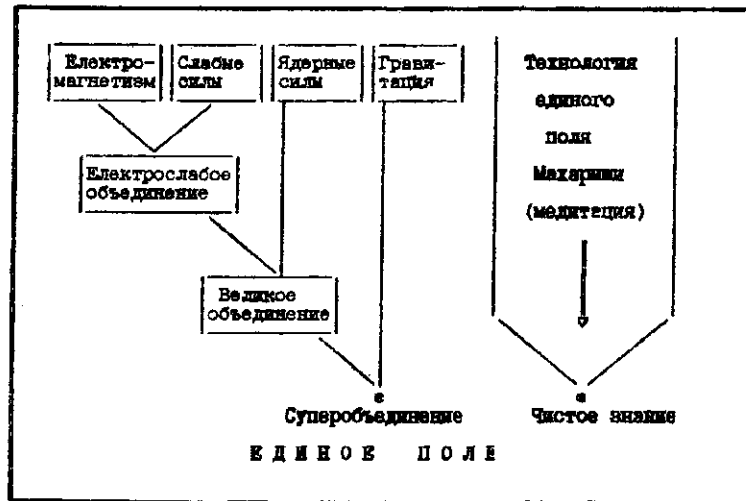 Електро-
магнетизм
Слабые
силы
Ядерные
силы
Грави-
тация
Електрослабое
объединение
Великое
объединение
Суперобъединение
Технология
единого
поля
Махариши
(медитация)
Чистое знание
ЕДИНОЕ ПОЛЕ